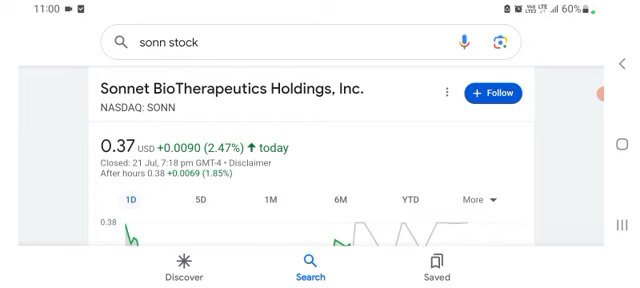 11:00
60%
sonn stock
Sonnet BioTherapeutics Holdings, Inc.
+ Follow
NASDAQ: SONN
0.37 USD +0.0090 (2.47%) ↑ today
Closed: 21 Jul, 7:18 pm GMT-4 • Disclaimer
After hours 0.38 +0.0069 (1.85%)
1D 5D 1M 6M YTD More
0.38
Discover Search Saved